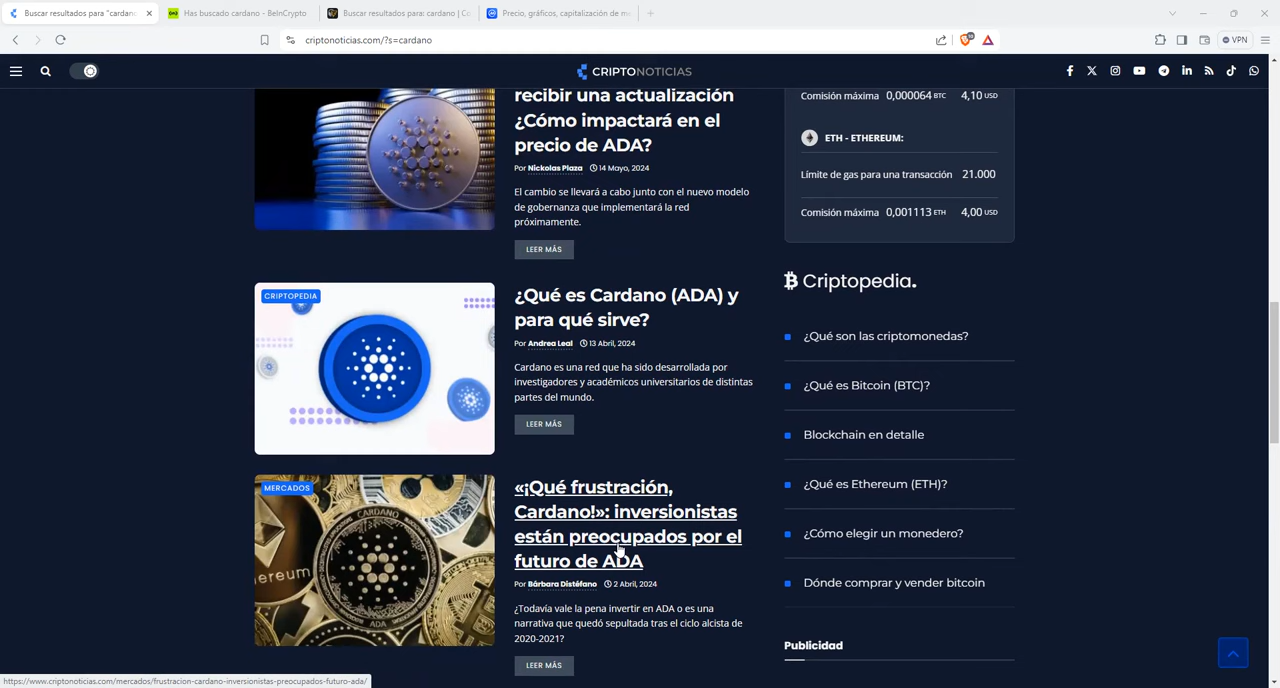 Buscar resultados para "cardan
Has buscado cardano - BeInCrypto
Buscar resultados para: cardano | Co
Precio, gráficos, capitalización de me
criptonoticias.com/?s=cardano
VPN
CRIPTONOTICIAS
recibir una actualización
¿Cómo impactará en el
precio de ADA?
Por Nickolas Plaza 14 Mayo, 2024
El cambio se llevará a cabo junto con el nuevo modelo
de gobernanza que implementará la red
próximamente.
LEER MÁS
CRIPTOPEDIA
¿Qué es Cardano (ADA) y
para qué sirve?
Por Andrea Leal 13 Abril, 2024
Cardano es una red que ha sido desarrollada por
investigadores y académicos universitarios de distintas
partes del mundo.
LEER MÁS
MERCADOS
CARDANO
ADA
«¡Qué frustración,
Cardano!»: inversionistas
están preocupados por el
futuro de ADA
Por Bárbara Distéfano 2 Abril, 2024
¿Todavía vale la pena invertir en ADA o es una
narrativa que quedó sepultada tras el ciclo alcista de
2020-2021?
LEER MÁS
Comisión máxima 0,000064 BTC 4,10 USD
ETH - ETHEREUM:
Límite de gas para una transacción 21.000
Comisión máxima 0,001113 ETH 4,00 USD
Criptopedia.
¿Qué son las criptomonedas?
¿Qué es Bitcoin (BTC)?
Blockchain en detalle
¿Qué es Ethereum (ETH)?
¿Cómo elegir un monedero?
Dónde comprar y vender bitcoin
Publicidad
https://www.criptonoticias.com/mercados/frustracion-cardano-inversionistas-preocupados-futuro-ada/